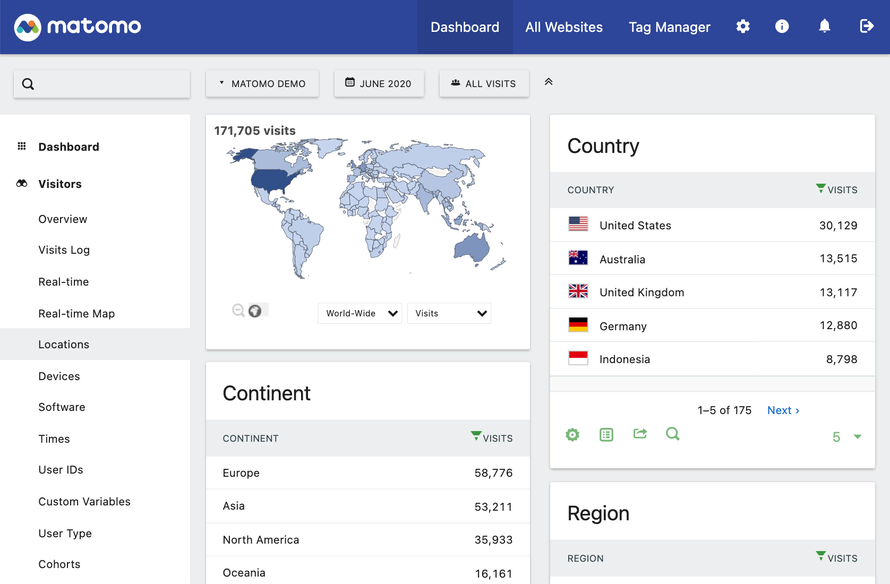 matomo
Dashboard
All Websites
Tag Manager
MATOMO DEMO
JUNE 2020
ALL VISITS
Dashboard
Visitors
Overview
Visits Log
Real-time
Real-time Map
Locations
Devices
Software
Times
User IDs
Custom Variables
User Type
Cohorts
171,705 visits
World-Wide
Visits
Continent
CONTINENT VISITS
Europe 58,776
Asia 53,211
North America 35,933
Oceania 16,161
Country
COUNTRY VISITS
United States 30,129
Australia 13,515
United Kingdom 13,117
Germany 12,880
Indonesia 8,798
1–5 of 175 Next ›
5
Region
REGION VISITS